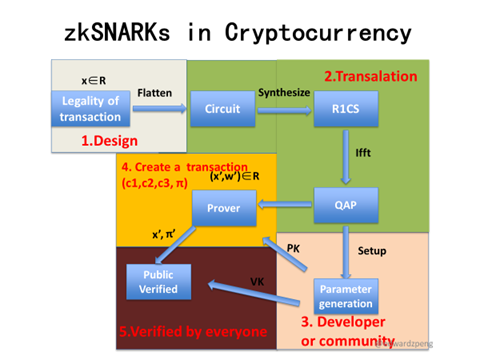 zkSNARKs in Cryptocurrency
x∈R
Legality of
transaction
Flatten
1.Design
Circuit
Synthesize
2.Transalation
R1CS
Ifft
4. Create a transaction
(c1,c2,c3, π)
(x',w')∈R
Prover
QAP
x', π'
PK
Setup
Public
Verified
VK
Parameter
generation
5.Verified by everyone
3. Developer
or community